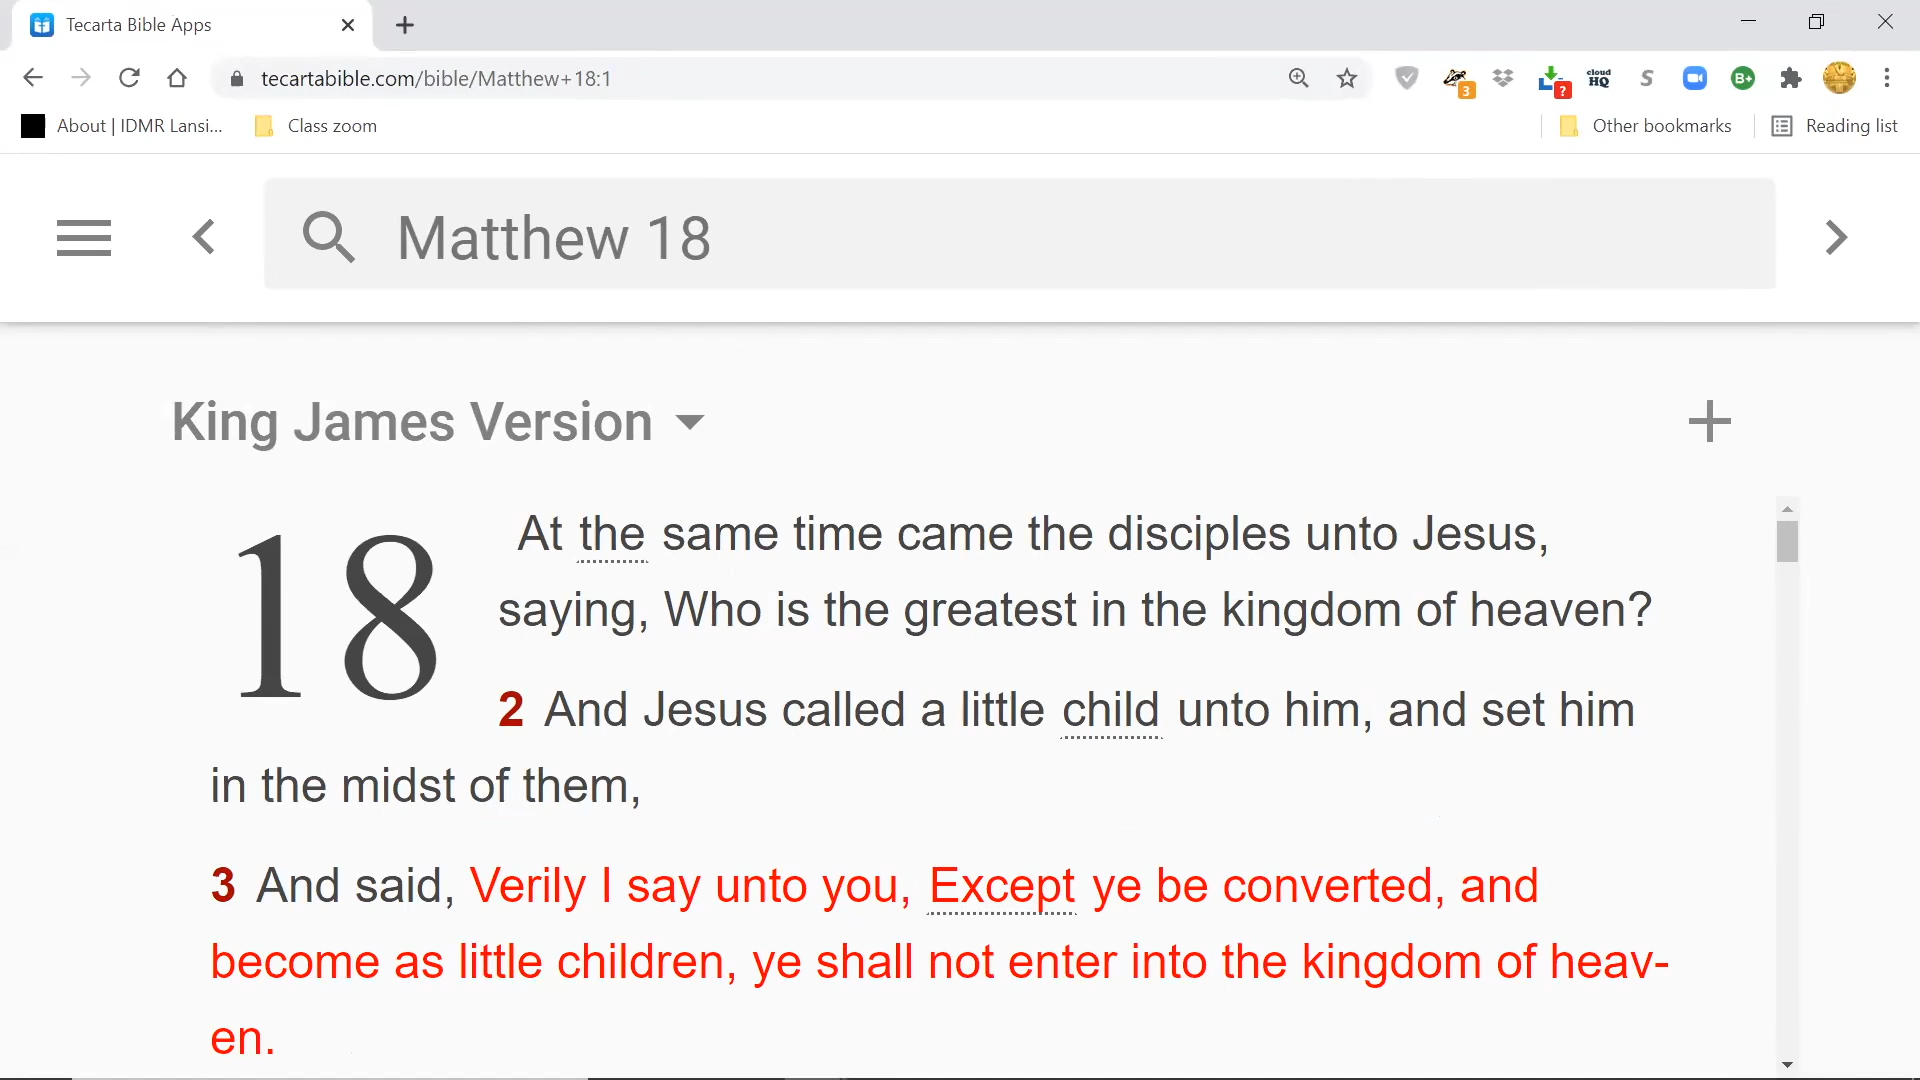 Tecarta Bible Apps
tecartabible.com/bible/Matthew+18:1
3
?
cloud
HQ
S
B+
About | IDMR Lansi...
Class zoom
Other bookmarks
Reading list
Matthew 18
King James Version
18 At the same time came the disciples unto Jesus,
saying, Who is the greatest in the kingdom of heaven?
2 And Jesus called a little child unto him, and set him
in the midst of them,
3 And said, Verily I say unto you, Except ye be converted, and
become as little children, ye shall not enter into the kingdom of heav-
en.